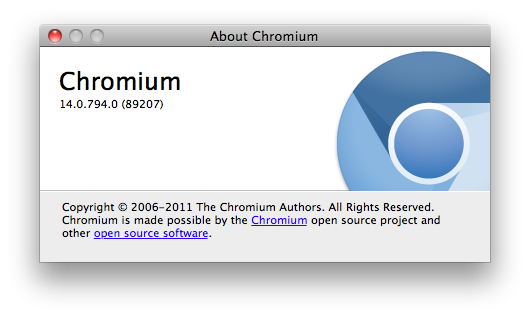 About Chromium
Chromium
14.0.794.0 (89207)
Copyright © 2006-2011 The Chromium Authors. All Rights Reserved.
Chromium is made possible by the Chromium open source project and
other open source software.